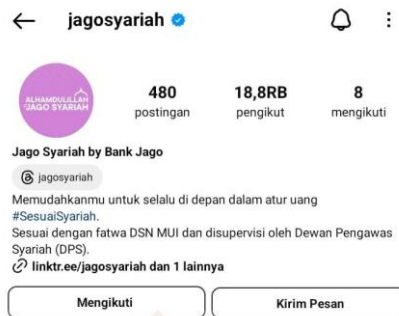 jagosyariah
ALHAMDULILLAH
JAGO SYARIAH
480
postingan
18,8RB
pengikut
8
mengikuti
Jago Syariah by Bank Jago
jagosyariah
Memudahkanmu untuk selalu di depan dalam atur uang
#SesuaiSyariah.
Sesuai dengan fatwa DSN MUI dan disupervisi oleh Dewan Pengawas
Syariah (DPS).
linktr.ee/jagosyariah dan 1 lainnya
Mengikuti
Kirim Pesan